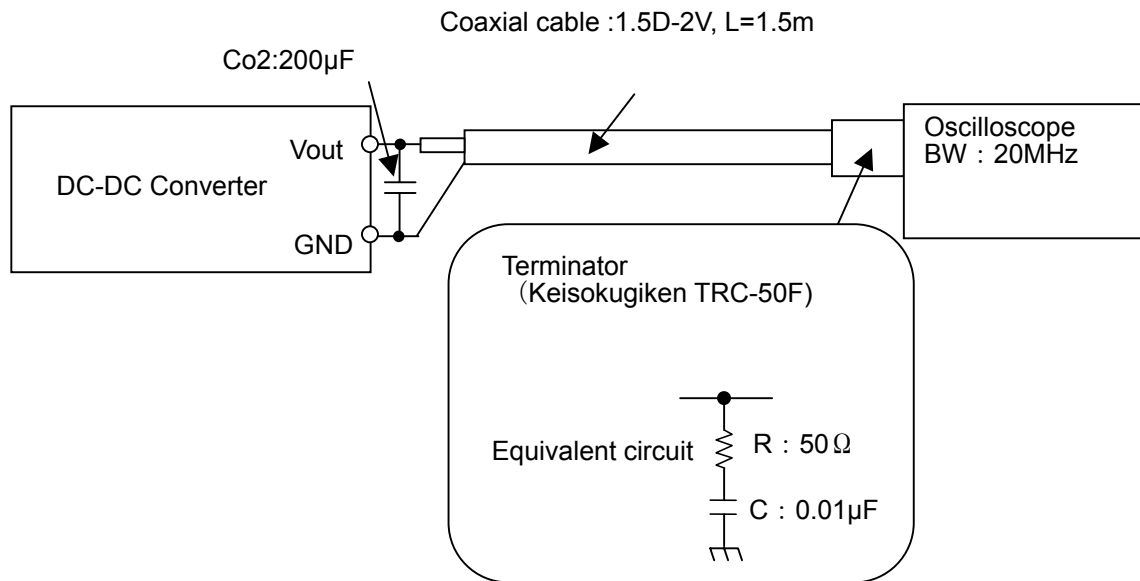 Coaxial cable :1.5D-2V, L=1.5m
Co2:200µF
Vout
DC-DC Converter
GND
Oscilloscope
BW：20MHz
Terminator
（Keisokugiken TRC-50F)
Equivalent circuit
R：50Ω
C：0.01µF